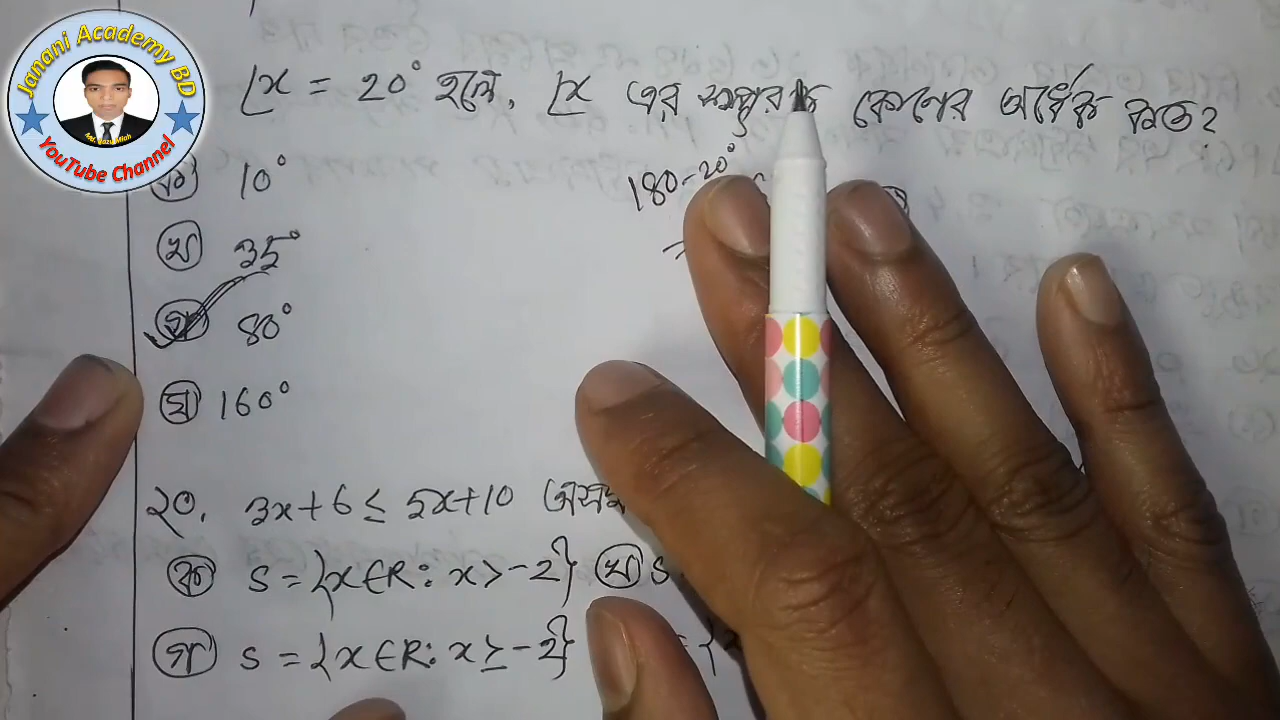 Janani Academy BD
YouTube Channel
∠x = 20° হলে, ∠x এর সম্পূরক কোণের অর্ধেক কত?
ⓚ 10°
180-20°
খ 35°
গ 80°
ঘ 160°
২০. 3x+6 ≤ 5x+10
ক S = {x∈R: x > -2} খ S
গ S = {x∈R: x ≥ -2} = {x